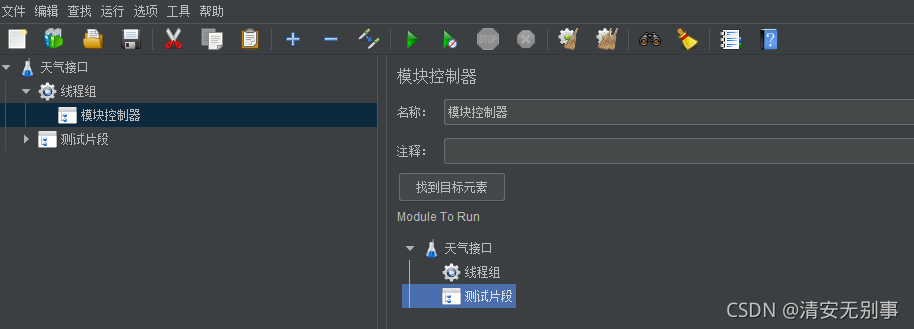 文件 编辑 查找 运行 选项 工具 帮助
STOP
天气接口
线程组
模块控制器
测试片段
模块控制器
名称： 模块控制器
注释：
找到目标元素
Module To Run
天气接口
线程组
测试片段
CSDN @清安无别事